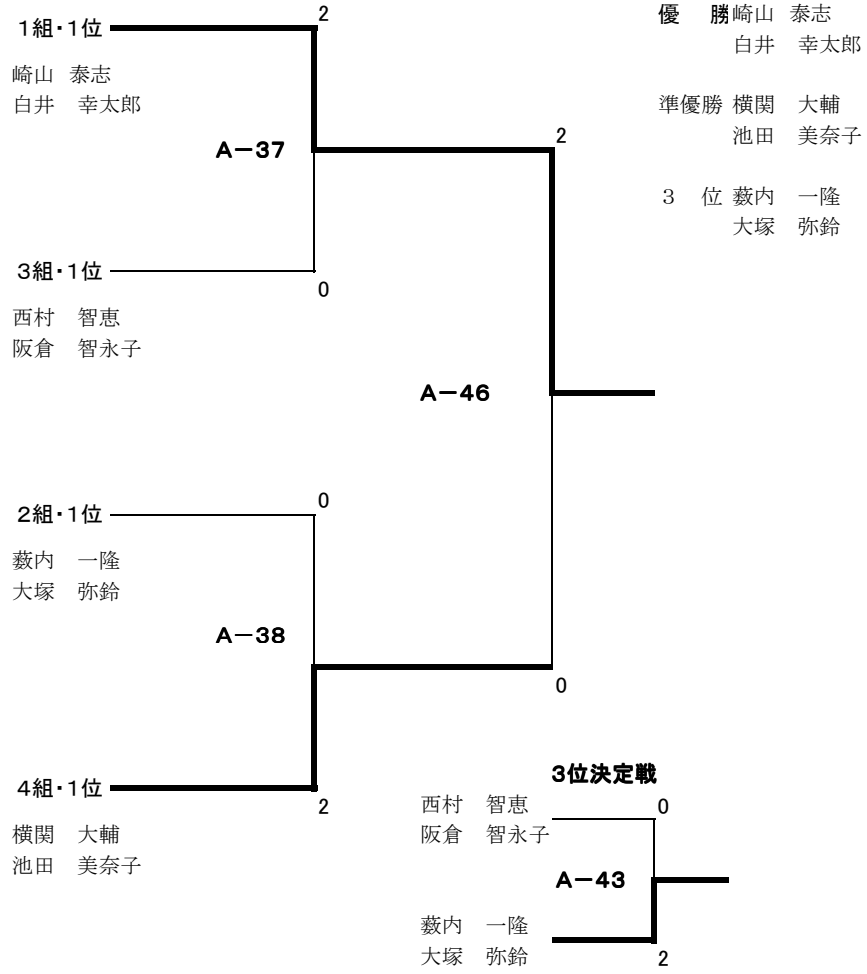 2
1組・1位
崎山 泰志
白井 幸太郎
A－37
3組・1位
0
西村 智恵
阪倉 智永子
2
優 勝 崎山 泰志
白井 幸太郎
準優勝 横関 大輔
池田 美奈子
3 位 薮内 一隆
大塚 弥鈴
A－46
0
2組・1位
0
薮内 一隆
大塚 弥鈴
A－38
4組・1位
2
横関 大輔
池田 美奈子
3位決定戦
西村 智恵
阪倉 智永子
0
A－43
薮内 一隆
大塚 弥鈴
2